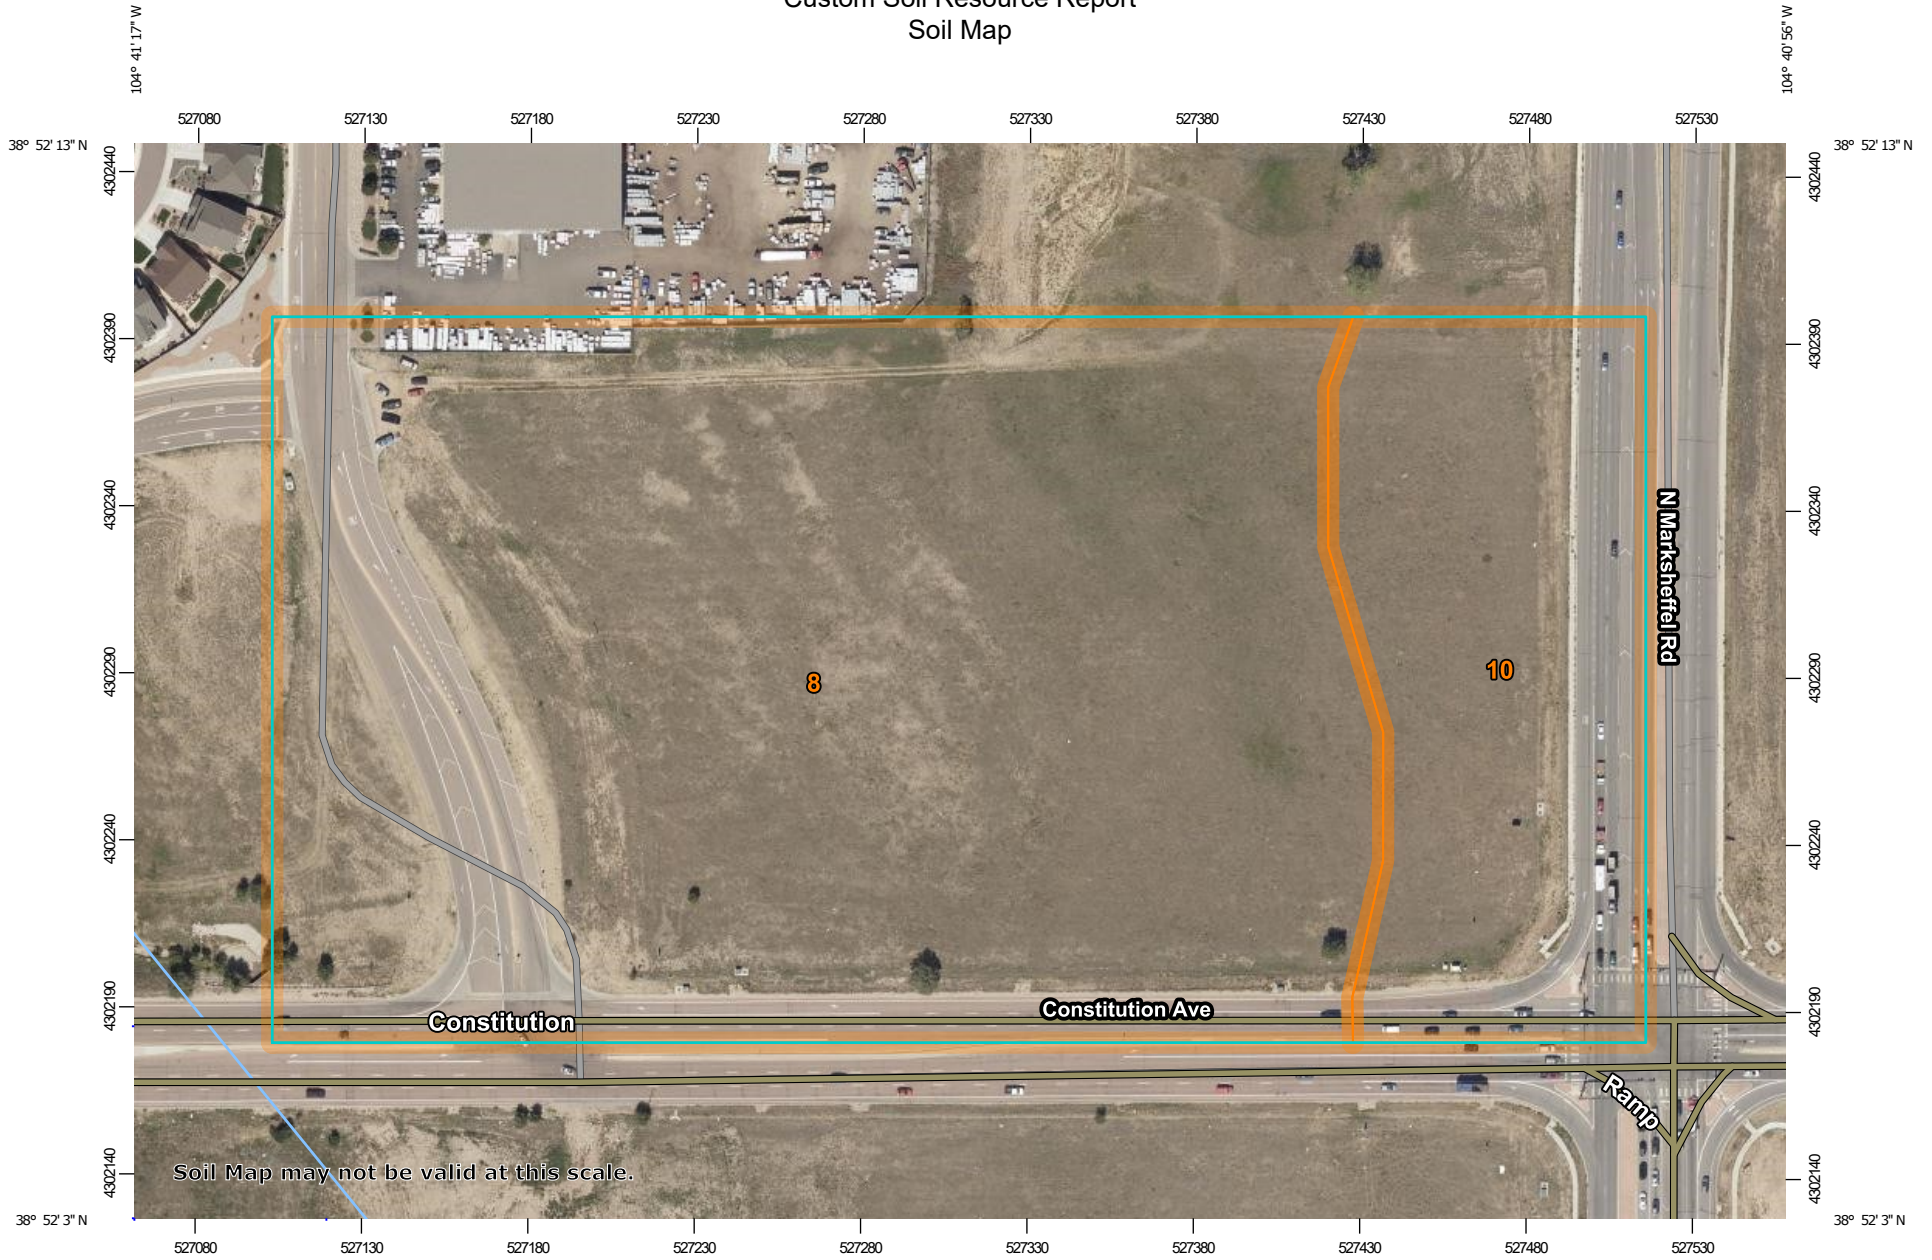 Custom Soil Resource Report
Soil Map
104° 41' 17" W
104° 40' 56" W
527080 527130 527180 527230 527280 527330 527380 527430 527480 527530
38° 52' 13" N
38° 52' 13" N
4302440
4302440
4302390
4302390
4302340
4302340
N Marksheffel Rd
4302290
4302290
8
10
4302240
4302240
4302190
4302190
Constitution
Constitution Ave
Ramp
4302140
4302140
Soil Map may not be valid at this scale.
38° 52' 3" N
38° 52' 3" N
527080 527130 527180 527230 527280 527330 527380 527430 527480 527530